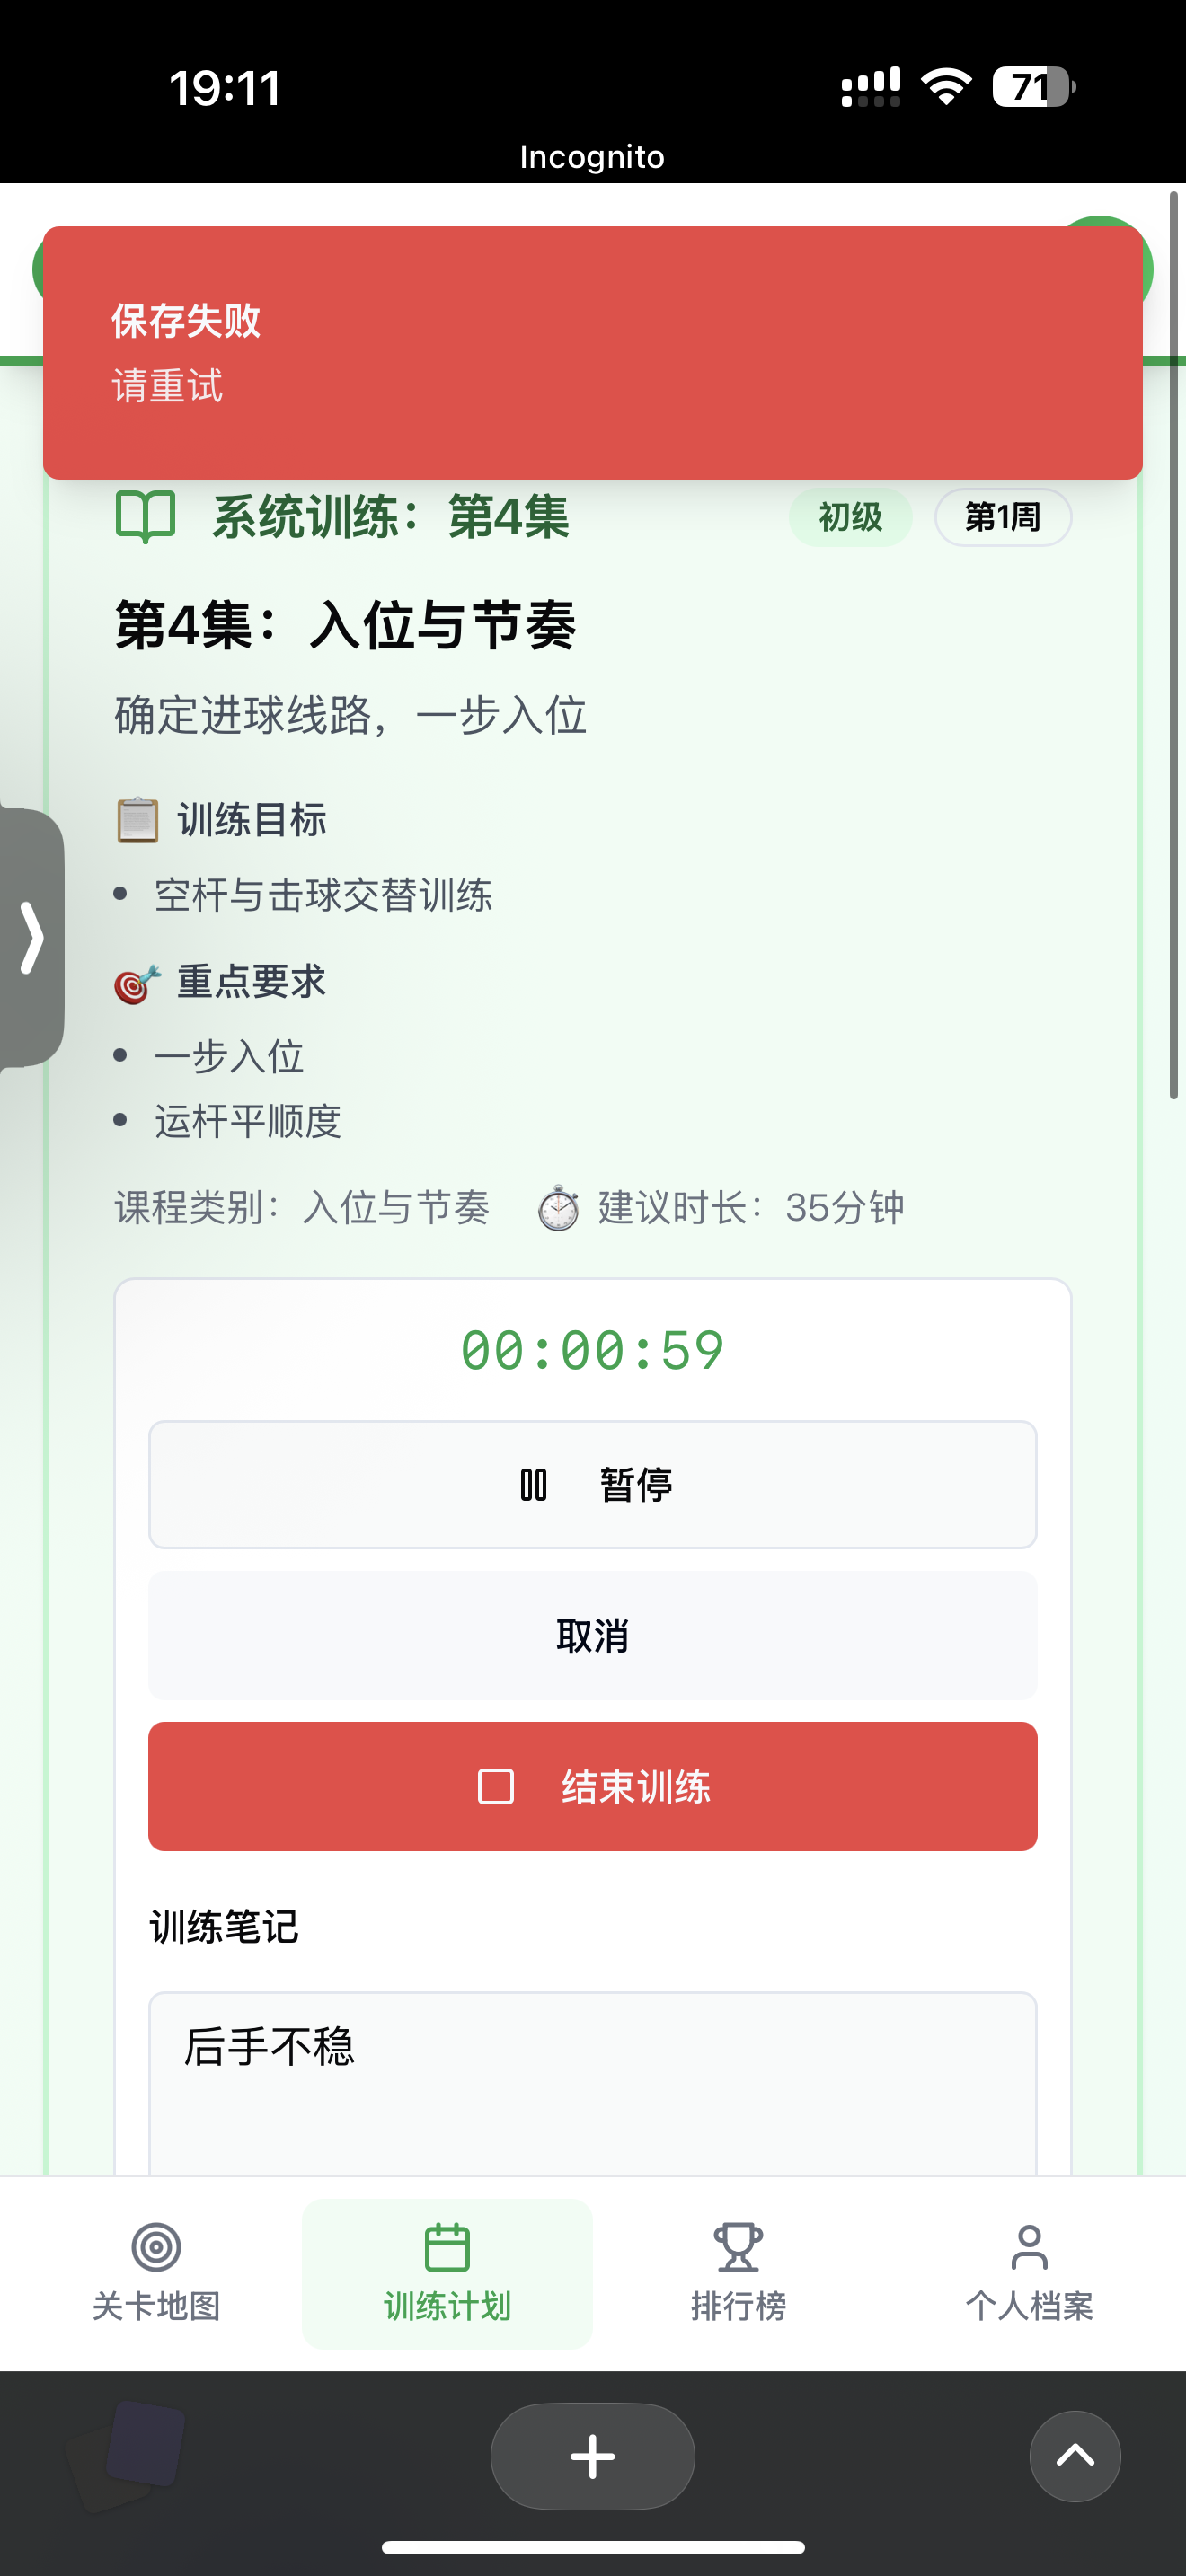 19:11
71
Incognito
保存失败
请重试
系统训练：第4集
初级
第1周
第4集：入位与节奏
确定进球线路，一步入位
训练目标
空杆与击球交替训练
重点要求
一步入位
运杆平顺度
课程类别：入位与节奏 建议时长：35分钟
00:00:59
暂停
取消
结束训练
训练笔记
后手不稳
关卡地图
训练计划
排行榜
个人档案